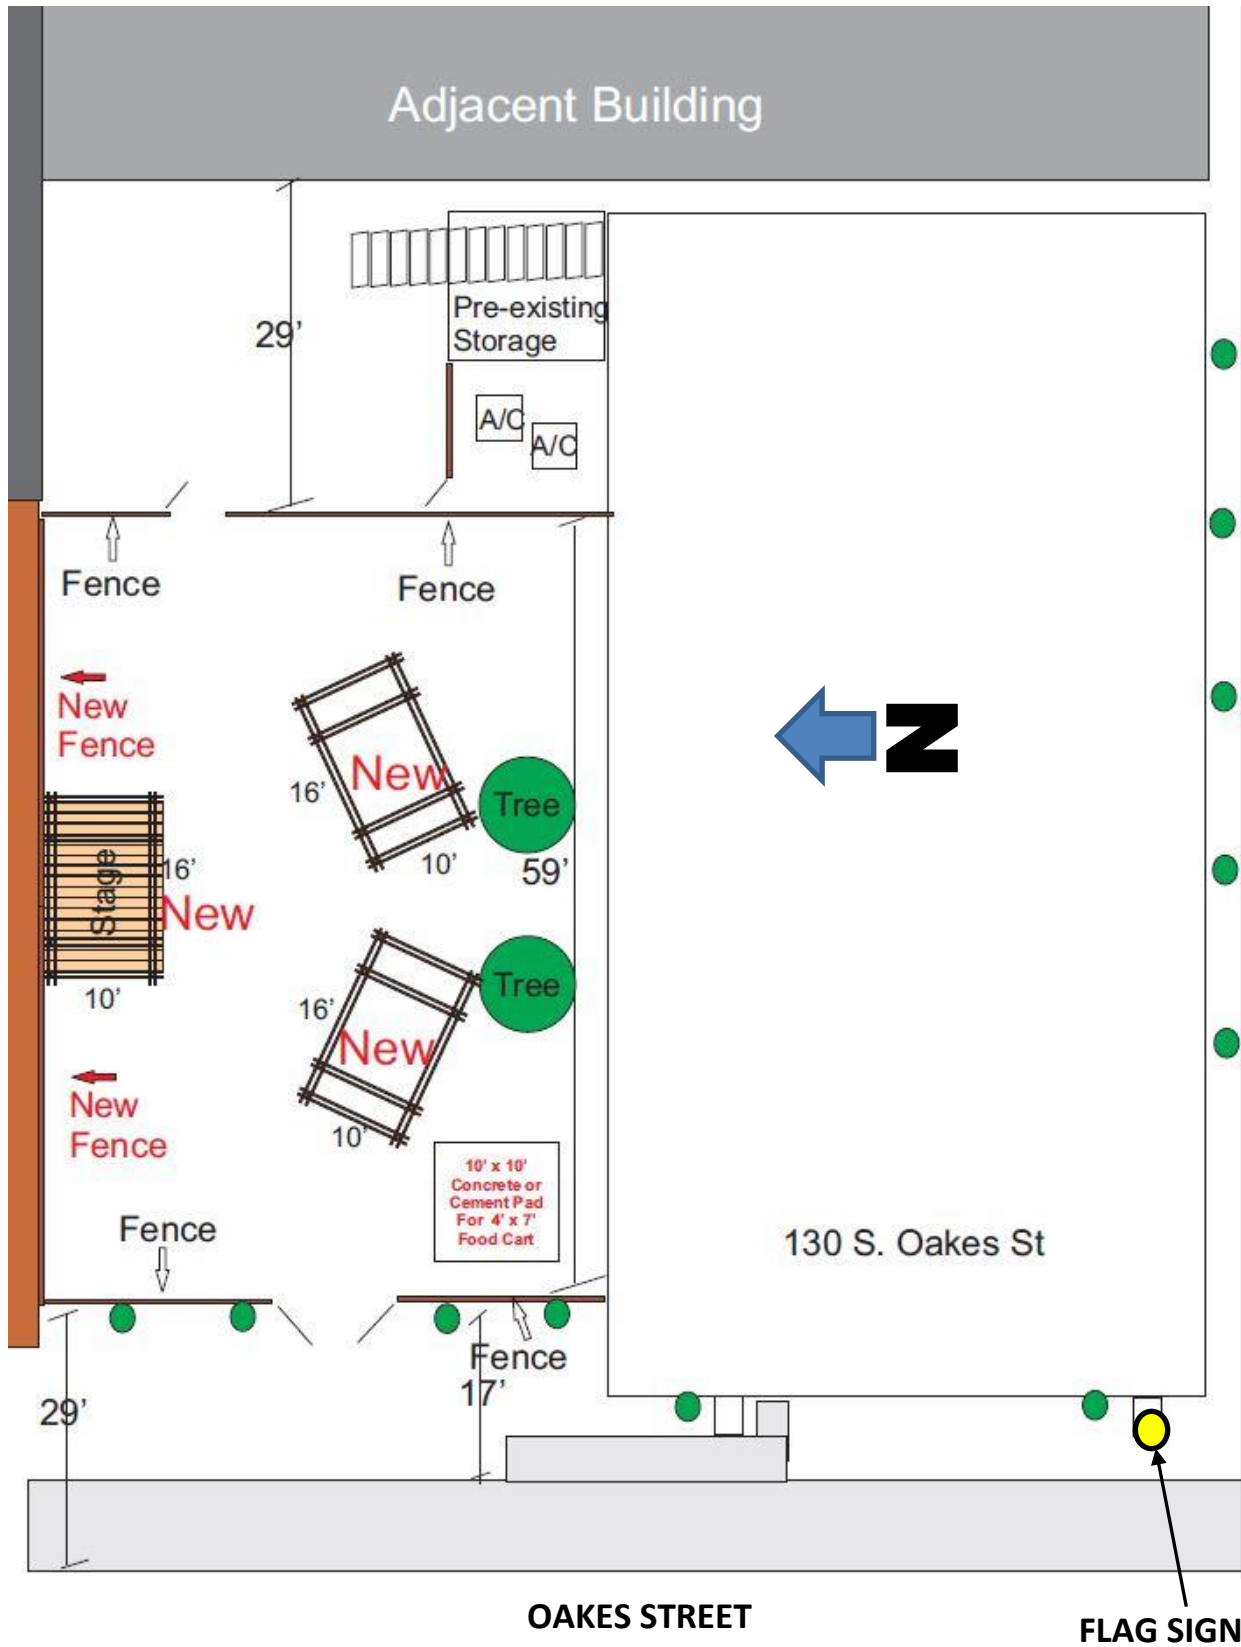 Adjacent Building
Pre-existing
Storage
29’
A/C
A/C
Fence
Fence
New
Fence
New
16’
Tree
10’
59’
Stage
16’
New
10’
Tree
16’
New
10’
N
New
Fence
10’ x 10’
Concrete or
Cement Pad
For 4’ x 7’
Food Cart
Fence
130 S. Oakes St
Fence
17’
29’
OAKES STREET
FLAG SIGN